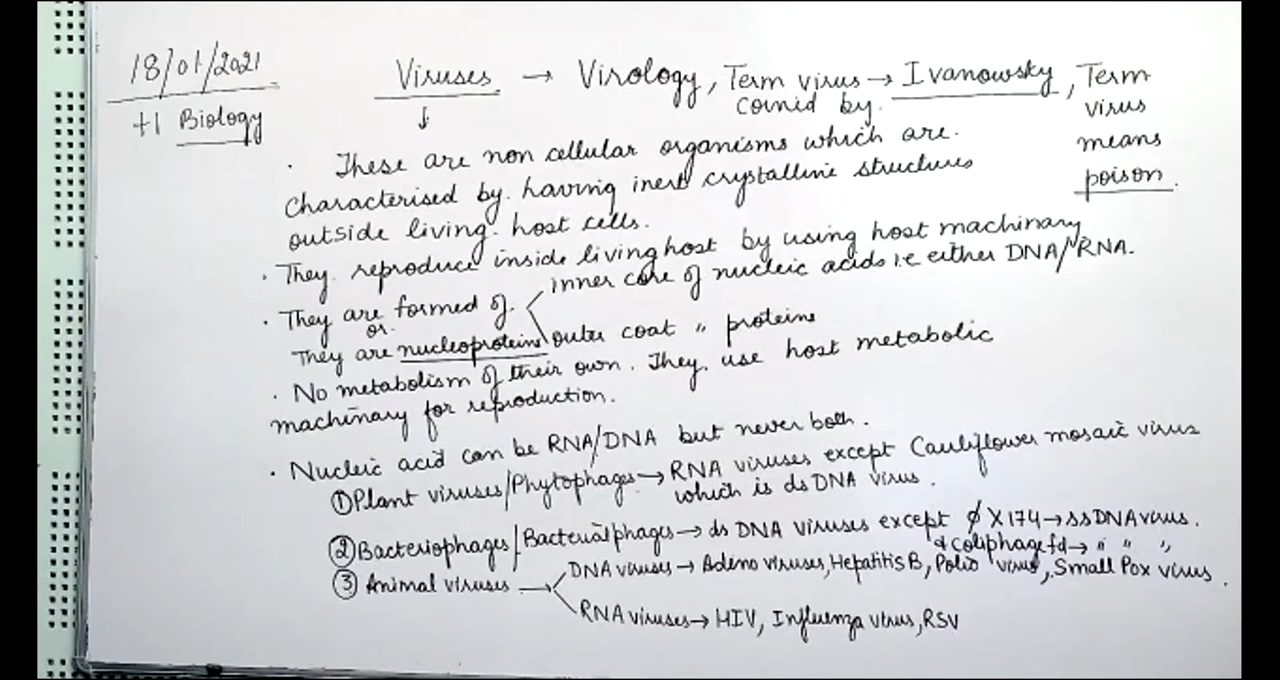 18/01/2021
+1 Biology
Viruses → Virology, Term virus → Ivanowsky, Term
coined by.
virus
means
poison.
↓
· These are non cellular organisms which are.
characterised by. having inert crystalline structures
outside living. host cells.
· They. reproduce inside living host by using host machinary
· They are formed of. inner core of nucleic acids i.e either DNA/RNA.
or.
They are nucleoproteins outer coat " proteins
· No metabolism of their own. They. use host metabolic
machinary for reproduction.
· Nucleic acid can be RNA/DNA but never both.
① Plant viruses/Phytophages → RNA viruses except Cauliflower mosaic virus
which is ds DNA virus.
② Bacteriophages/Bacterialphages → ds DNA viruses except ϕ X174 → ssDNA virus.
& Coliphage fd → " " "
③ Animal viruses → DNA viruses → Adeno viruses, Hepatitis B, Polio virus, Small Pox virus.
RNA viruses → HIV, Influenza virus, RSV